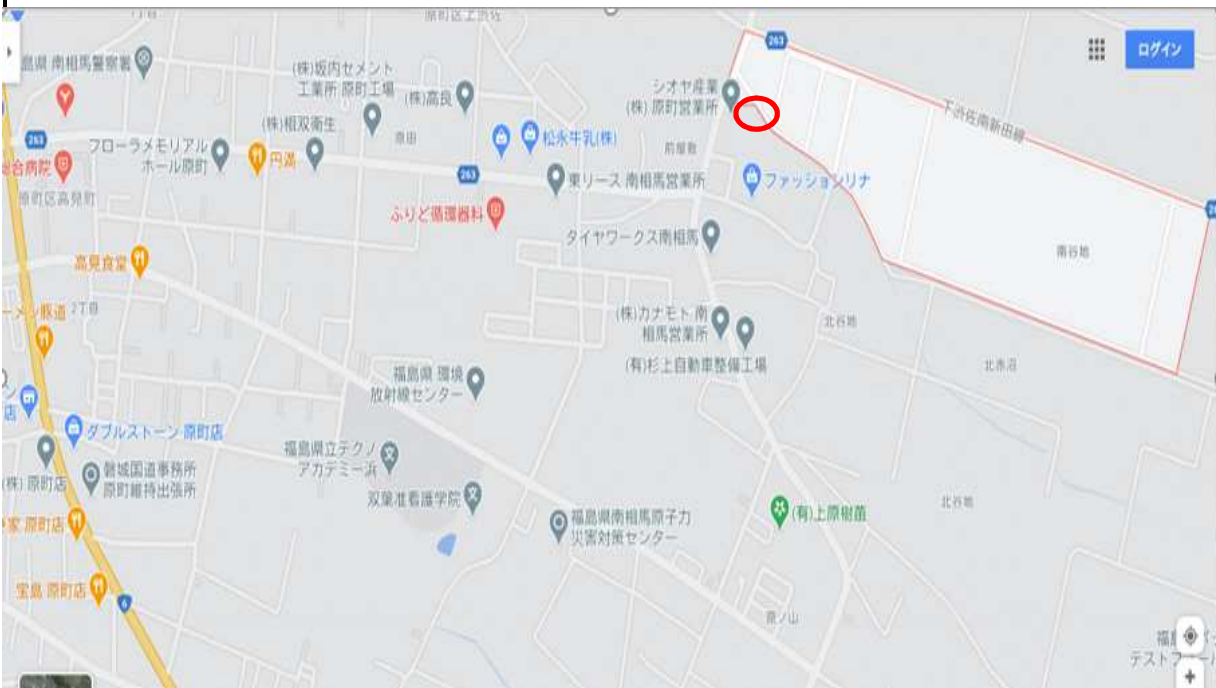 原町区上渋佐
263
ログイン
島県 南相馬警察署
(株)坂内セメント
工業所 原町工場
(株)高良
シオヤ産業
(株) 原町営業所
下渋佐南新田線
(株)相双衛生
原田
263
フローラメモリアル
ホール原町
円満
松永牛乳(株)
前屋敷
総合病院
263
東リース 南相馬営業所
ファッションリナ
原町区高見町
ふりど循環器科
タイヤワークス南相馬
南谷地
高見食堂
ーメン豚道
2丁目
(株)カナモト 南
相馬営業所
北谷地
(有)杉上自動車整備工場
北赤沼
福島県 環境
放射線センター
店
ダブルストーン 原町店
福島県立テクノ
アカデミー浜
磐城国道事務所
原町維持出張所
(株) 原町店
双葉准看護学院
福島県南相馬原子力
災害対策センター
(有)上原樹苗
北谷地
家 原町店
宝島 原町店
6
原ノ山
テストフィール